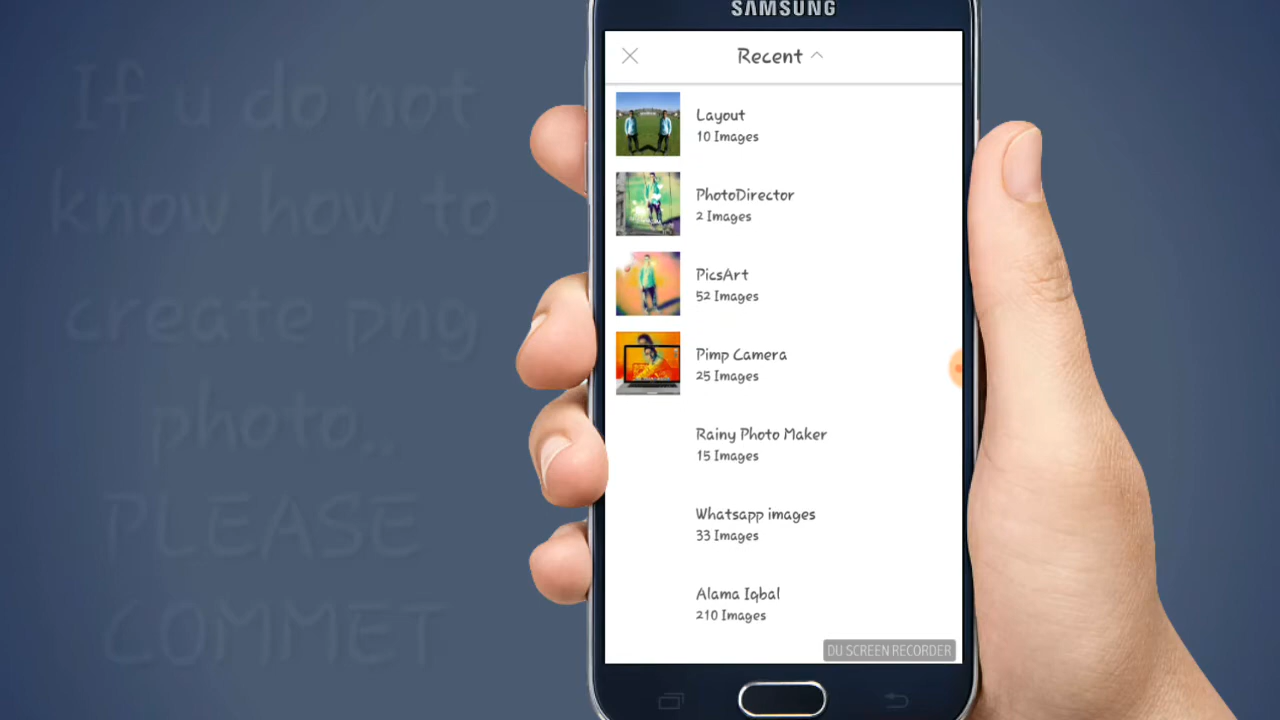 If u do not
know how to
create png
photo..
PLEASE
COMMET
SAMSUNG
Recent
Layout
10 Images
PhotoDirector
2 Images
PicsArt
52 Images
Pimp Camera
25 Images
Rainy Photo Maker
15 Images
Whatsapp images
33 Images
Alama Iqbal
210 Images
DU SCREEN RECORDER